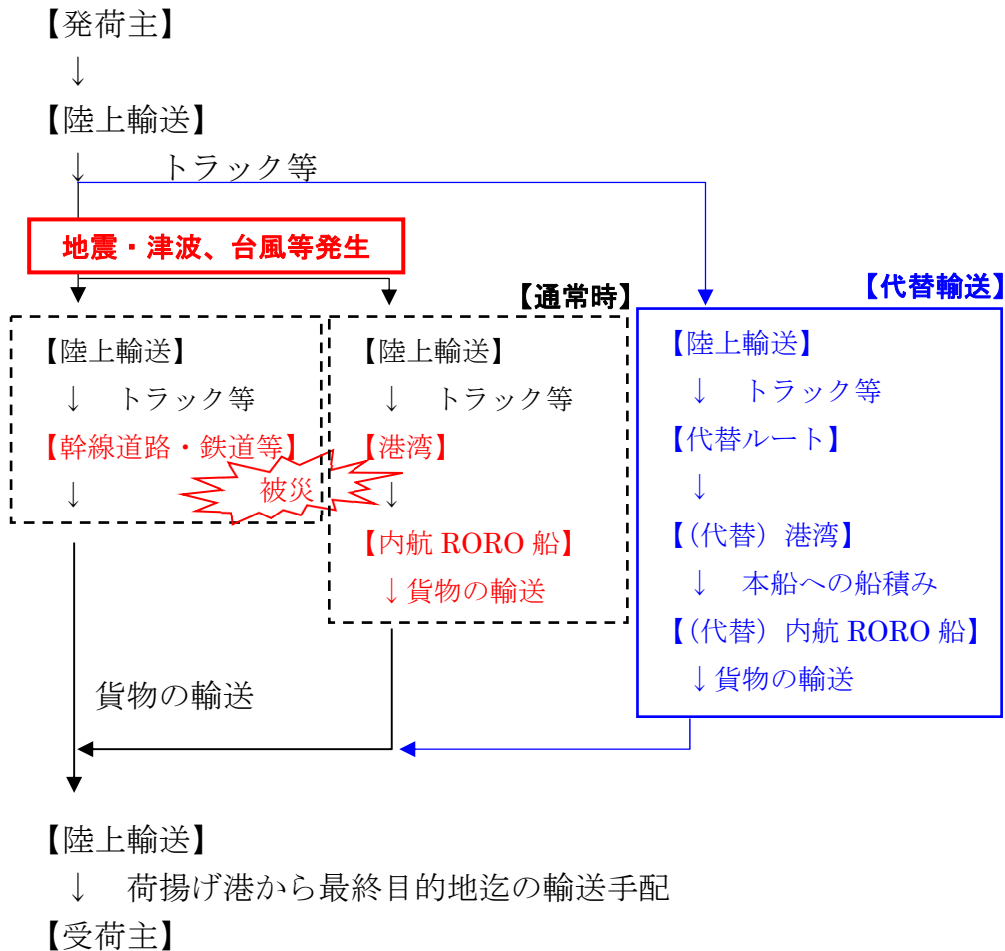 【発荷主】
↓
【陸上輸送】
↓ トラック等
地震・津波、台風等発生
【通常時】
【代替輸送】
【陸上輸送】
↓ トラック等
【幹線道路・鉄道等】
↓
被災
【陸上輸送】
↓ トラック等
【港湾】
↓
【内航 RORO 船】
↓貨物の輸送
【陸上輸送】
↓ トラック等
【代替ルート】
↓
【（代替）港湾】
↓ 本船への船積み
【（代替）内航 RORO 船】
↓貨物の輸送
貨物の輸送
【陸上輸送】
↓ 荷揚げ港から最終目的地迄の輸送手配
【受荷主】